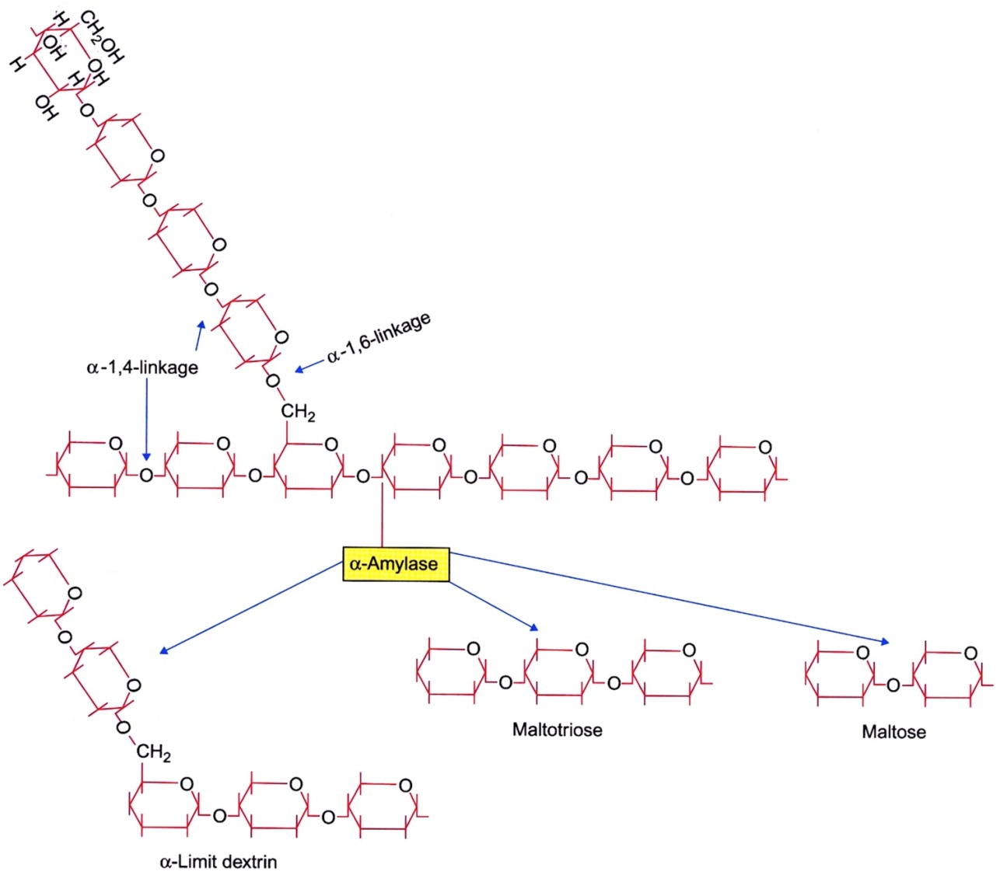 H
CH2OH
OH
H
OH
H
H
OH
O
O
O
O
O
O
O
α-1,6-linkage
α-1,4-linkage
O
CH2
O O O O O O O
O O O O O O
α-Amylase
O
O
O
O
CH2
O O O
O O
α-Limit dextrin
O O O
O O
Maltotriose
O O
O
Maltose